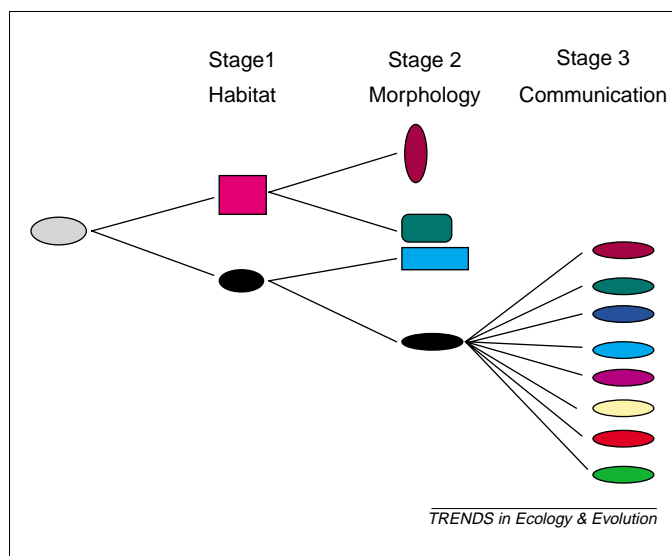 Stage1 Stage 2 Stage 3
Habitat Morphology Communication
TRENDS in Ecology & Evolution